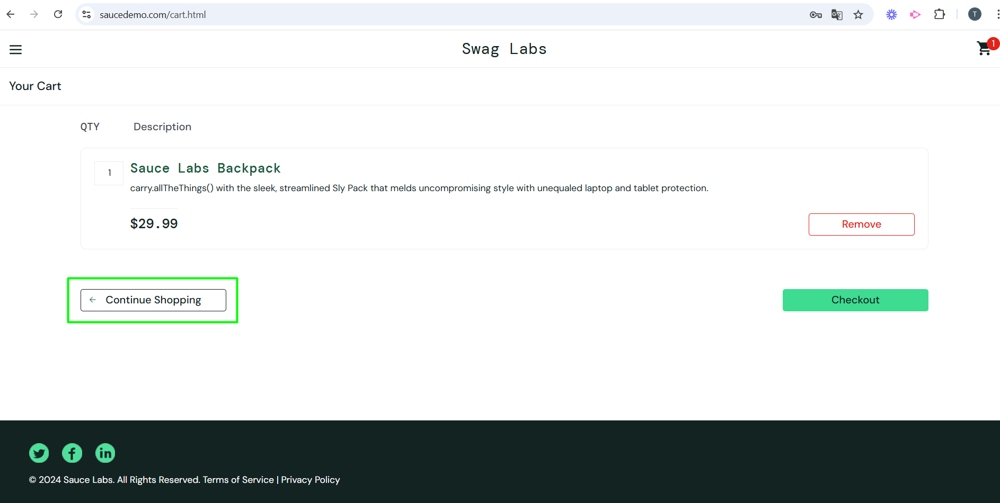 saucedemo.com/cart.html
T
Swag Labs
1
Your Cart
QTY Description
1 Sauce Labs Backpack
carry.allTheThings() with the sleek, streamlined Sly Pack that melds uncompromising style with unequaled laptop and tablet protection.
$29.99 Remove
← Continue Shopping Checkout
© 2024 Sauce Labs. All Rights Reserved. Terms of Service | Privacy Policy